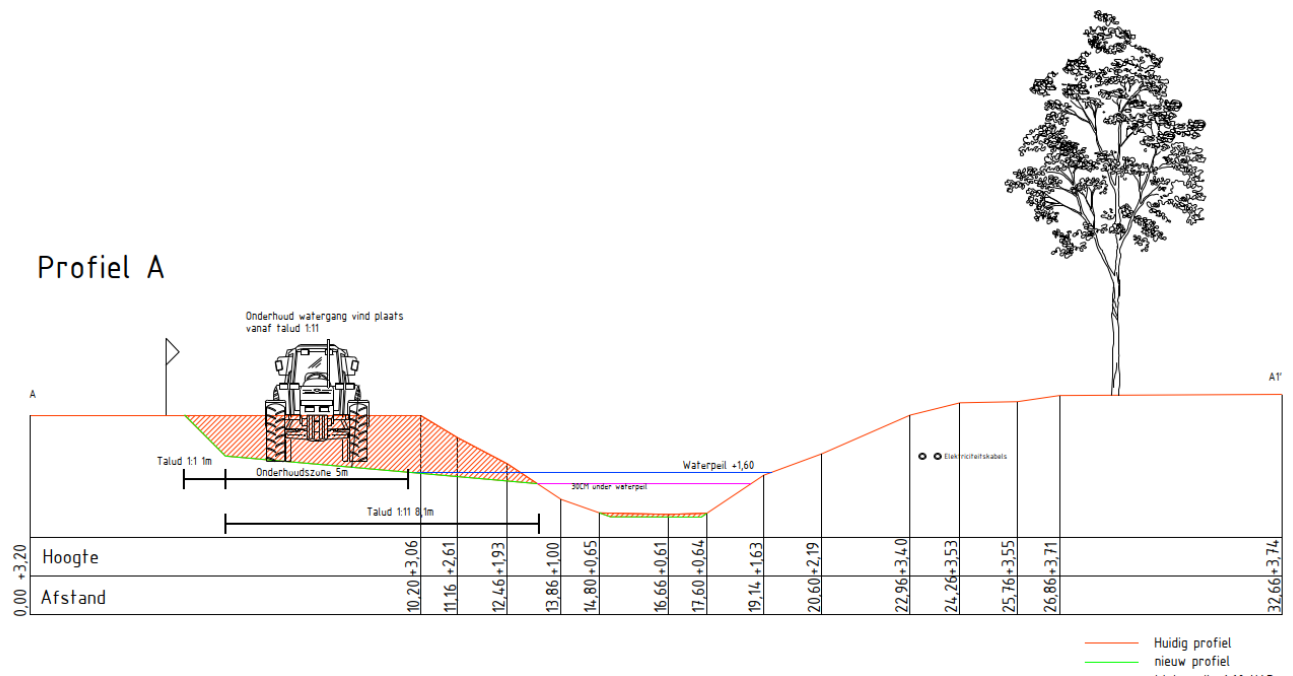 Profiel A
Onderhoud watergang vind plaats
vanaf talud 1:11
A
A1'
Talud 1:1 1m
Onderhoudszone 5m
Waterpeil +1,60
30CM under waterpeil
Elektriciteitskabels
Talud 1:11 8,1m
Hoogte
+3,20 +3,06 +2,61 +1,93 +1,00 +0,65 +0,61 +0,64 +1,63 +2,19 +3,40 +3,53 +3,55 +3,71 +3,74
Afstand
0,00 10,20 11,16 12,46 13,86 14,80 16,66 17,60 19,14 20,60 22,96 24,26 25,76 26,86 32,66
Huidig profiel
nieuw profiel